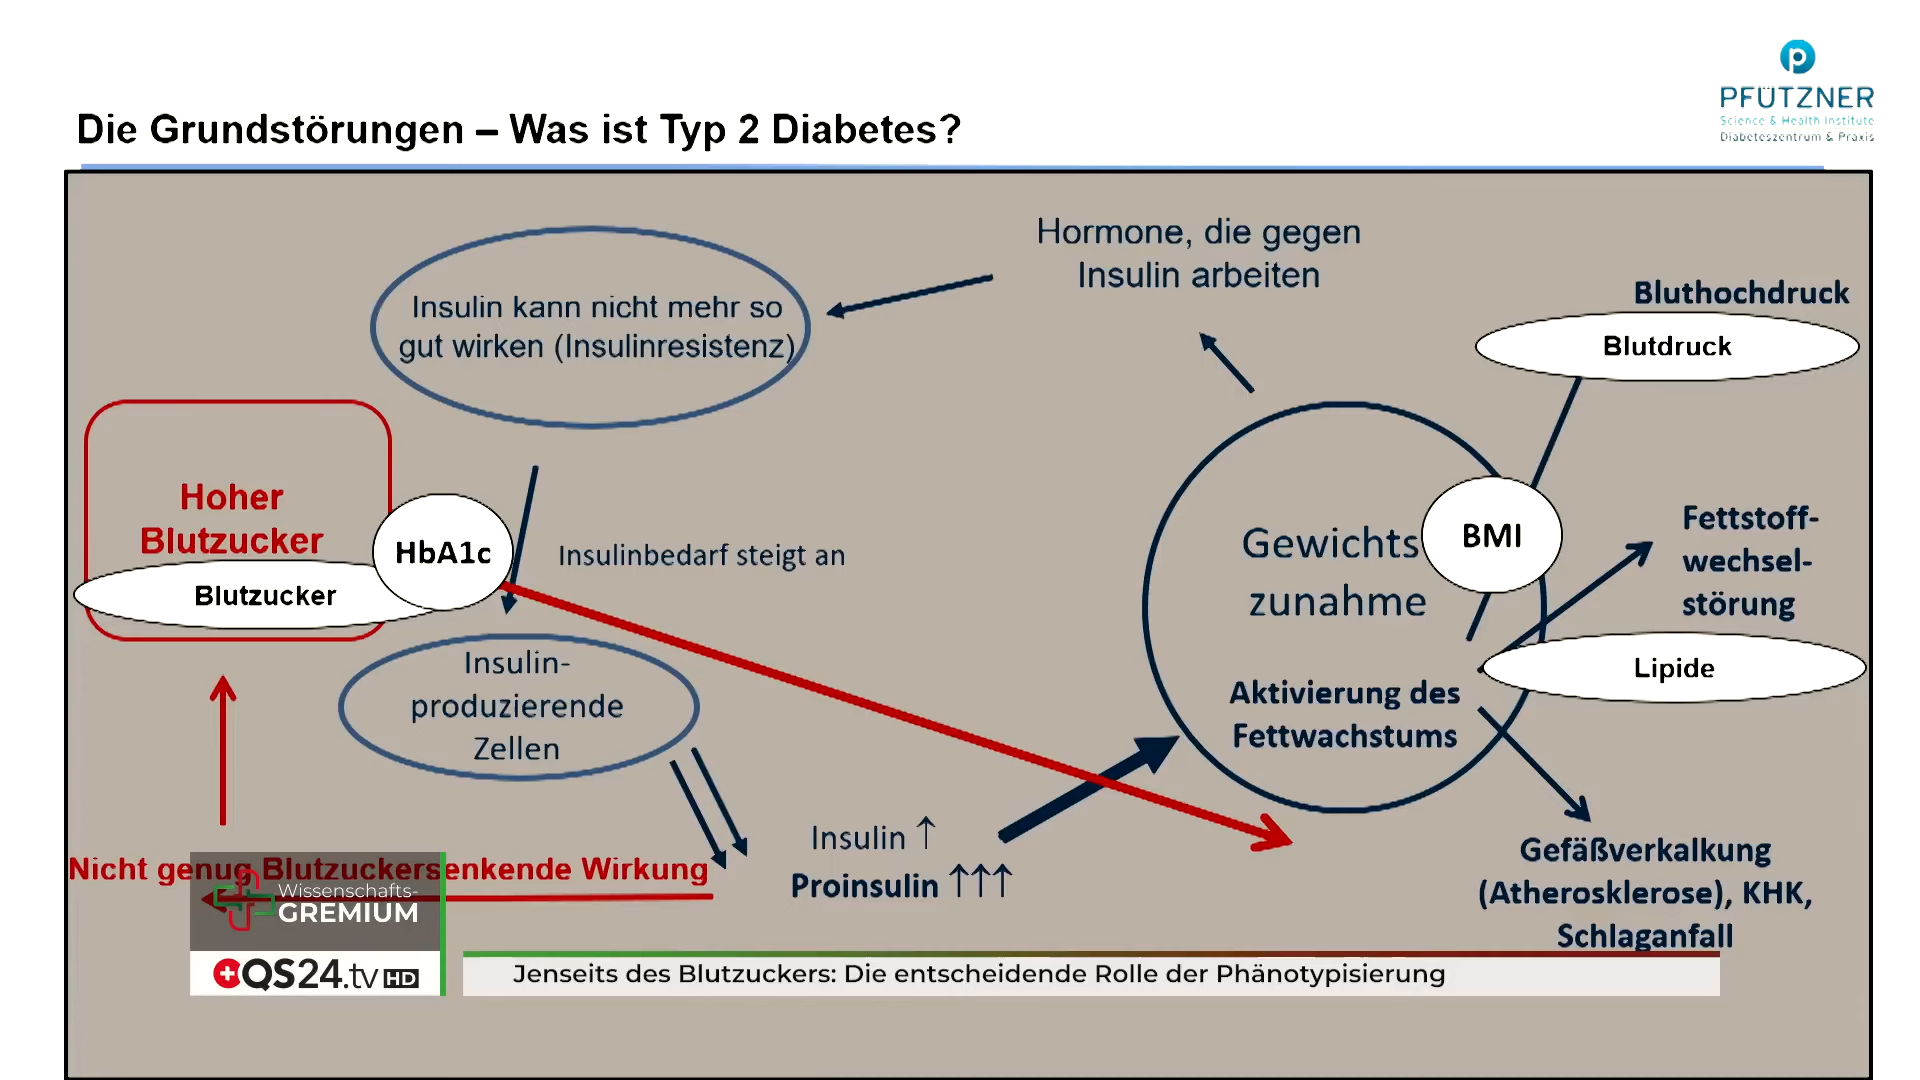 PFÜTZNER
Science & Health Institute
Diabeteszentrum & Praxis
Die Grundstörungen – Was ist Typ 2 Diabetes?
Hormone, die gegen
Insulin arbeiten
Insulin kann nicht mehr so
gut wirken (Insulinresistenz)
Bluthochdruck
Blutdruck
Hoher
Blutzucker
HbA1c
Blutzucker
Insulinbedarf steigt an
Gewichts
zunahme
BMI
Fettstoff-
wechsel-
störung
Lipide
Aktivierung des
Fettwachstums
Insulin-
produzierende
Zellen
Insulin ↑
Proinsulin ↑↑↑
Nicht genug Blutzuckersenkende Wirkung
Gefäßverkalkung
(Atherosklerose), KHK,
Schlaganfall
Wissenschafts-
GREMIUM
QS24.tv HD
Jenseits des Blutzuckers: Die entscheidende Rolle der Phänotypisierung